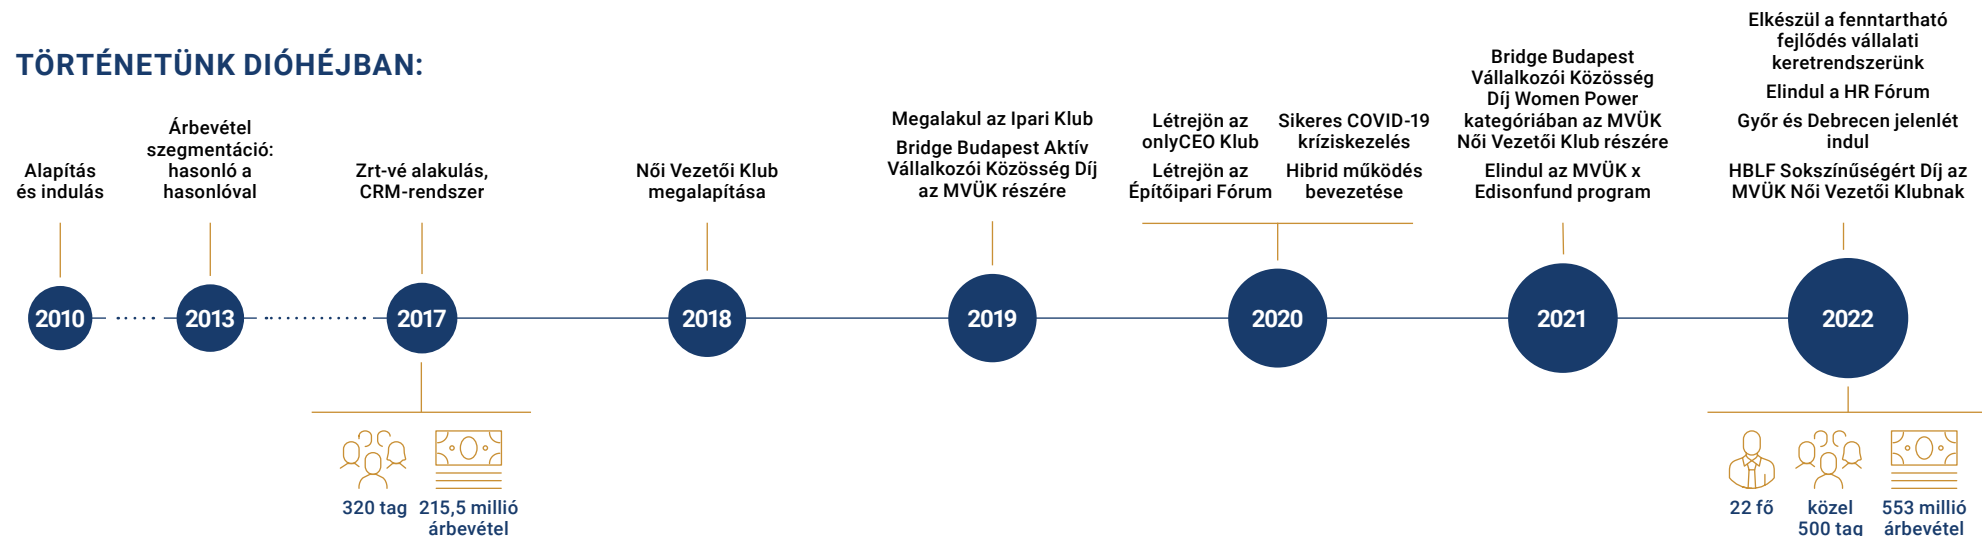 TÖRTÉNETÜNK DIÓHÉJBAN:
Alapítás
és indulás
2010
Árbevétel
szegmentáció:
hasonló a
hasonlóval
2013
Zrt-vé alakulás,
CRM-rendszer
2017
320 tag
215,5 millió
árbevétel
Női Vezetői Klub
megalapítása
2018
Megalakul az Ipari Klub
Bridge Budapest Aktív
Vállalkozói Közösség Díj
az MVÜK részére
2019
Létrejön az
onlyCEO Klub
Létrejön az
Építőipari Fórum
Sikeres COVID-19
kríziskezelés
Hibrid működés
bevezetése
2020
Bridge Budapest
Vállalkozói Közösség
Díj Women Power
kategóriában az MVÜK
Női Vezetői Klub részére
Elindul az MVÜK x
Edisonfund program
2021
Elkészül a fenntartható
fejlődés vállalati
keretrendszerünk
Elindul a HR Fórum
Győr és Debrecen jelenlét
indul
HBLF Sokszínűségért Díj az
MVÜK Női Vezetői Klubnak
2022
22 fő
közel
500 tag
553 millió
árbevétel